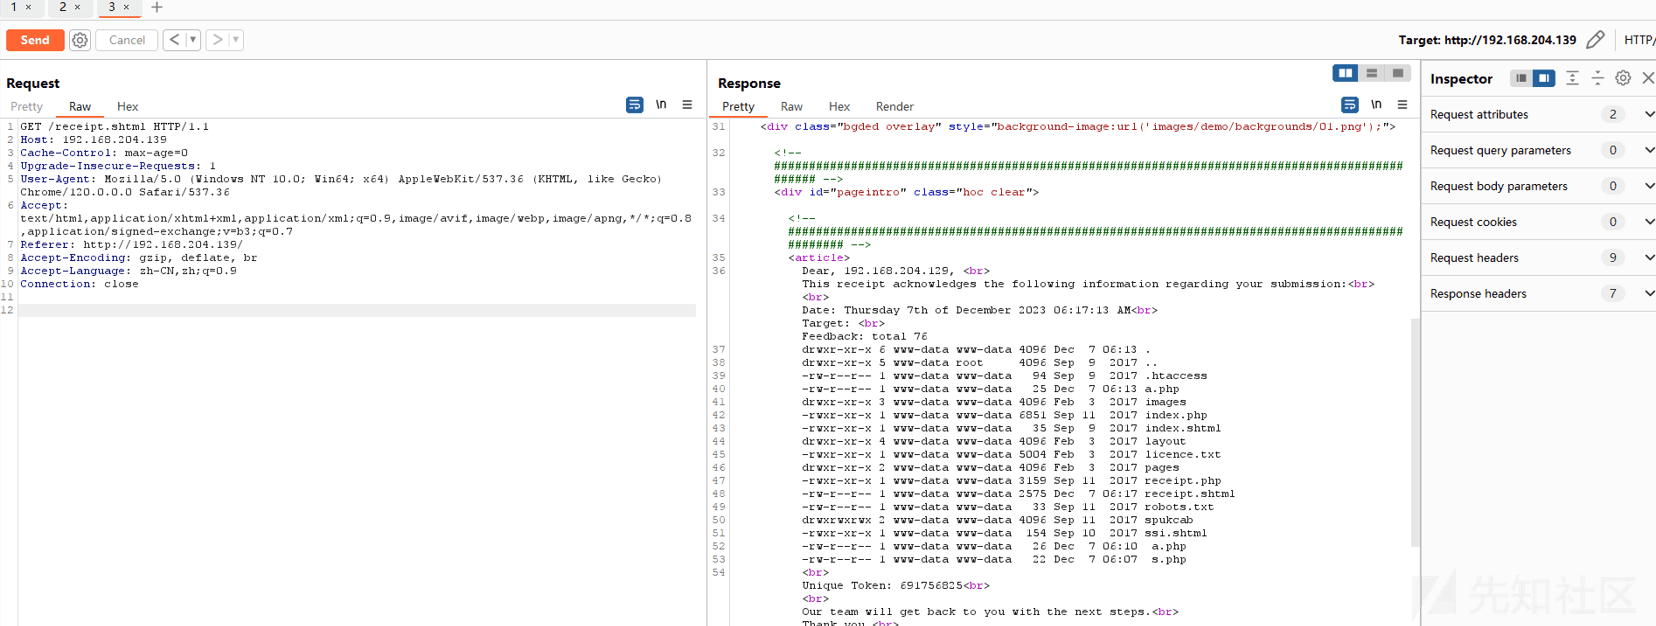 1 × 2 × 3 × +
Send Cancel < ▼ > ▼ Target: http://192.168.204.139 HTTP/
Request
Pretty Raw Hex \n
1 GET /receipt.shtml HTTP/1.1
2 Host: 192.168.204.139
3 Cache-Control: max-age=0
4 Upgrade-Insecure-Requests: 1
5 User-Agent: Mozilla/5.0 (Windows NT 10.0; Win64; x64) AppleWebKit/537.36 (KHTML, like Gecko)
Chrome/120.0.0.0 Safari/537.36
6 Accept:
text/html,application/xhtml+xml,application/xml;q=0.9,image/avif,image/webp,image/apng,*/*;q=0.8
,application/signed-exchange;v=b3;q=0.7
7 Referer: http://192.168.204.139/
8 Accept-Encoding: gzip, deflate, br
9 Accept-Language: zh-CN,zh;q=0.9
10 Connection: close
11
12
Response
Pretty Raw Hex Render \n
31 <div class="bgded overlay" style="background-image:url('images/demo/backgrounds/01.png');">
32 <!--
##########################################################################################
###### -->
33 <div id="pageintro" class="hoc clear">
34 <!--
########################################################################################
######## -->
35 <article>
36 Dear, 192.168.204.129, <br>
This receipt acknowledges the following information regarding your submission:<br>
<br>
Date: Thursday 7th of December 2023 06:17:13 AM<br>
Target: <br>
Feedback: total 76
37 drwxr-xr-x 6 www-data www-data 4096 Dec  7 06:13 .
38 drwxr-xr-x 5 www-data root     4096 Sep  9  2017 ..
39 -rw-r--r-- 1 www-data www-data   94 Sep  9  2017 .htaccess
40 -rw-r--r-- 1 www-data www-data   25 Dec  7 06:13 a.php
41 drwxr-xr-x 3 www-data www-data 4096 Feb  3  2017 images
42 -rwxr-xr-x 1 www-data www-data 6851 Sep 11  2017 index.php
43 -rwxr-xr-x 1 www-data www-data   35 Sep  9  2017 index.shtml
44 drwxr-xr-x 4 www-data www-data 4096 Feb  3  2017 layout
45 -rwxr-xr-x 1 www-data www-data 5004 Feb  3  2017 licence.txt
46 drwxr-xr-x 2 www-data www-data 4096 Feb  3  2017 pages
47 -rwxr-xr-x 1 www-data www-data 3159 Sep 11  2017 receipt.php
48 -rw-r--r-- 1 www-data www-data 2575 Dec  7 06:17 receipt.shtml
49 -rw-r--r-- 1 www-data www-data   33 Sep 11  2017 robots.txt
50 drwxrwxrwx 2 www-data www-data 4096 Sep 11  2017 spukcab
51 -rwxr-xr-x 1 www-data www-data  154 Sep 10  2017 ssi.shtml
52 -rw-r--r-- 1 www-data www-data   26 Dec  7 06:10  a.php
53 -rw-r--r-- 1 www-data www-data   22 Dec  7 06:07  s.php
54 <br>
Unique Token: 691756825<br>
<br>
Our team will get back to you with the next steps.<br>
Thank you <br>
Inspector
Request attributes 2
Request query parameters 0
Request body parameters 0
Request cookies 0
Request headers 9
Response headers 7
先知社区